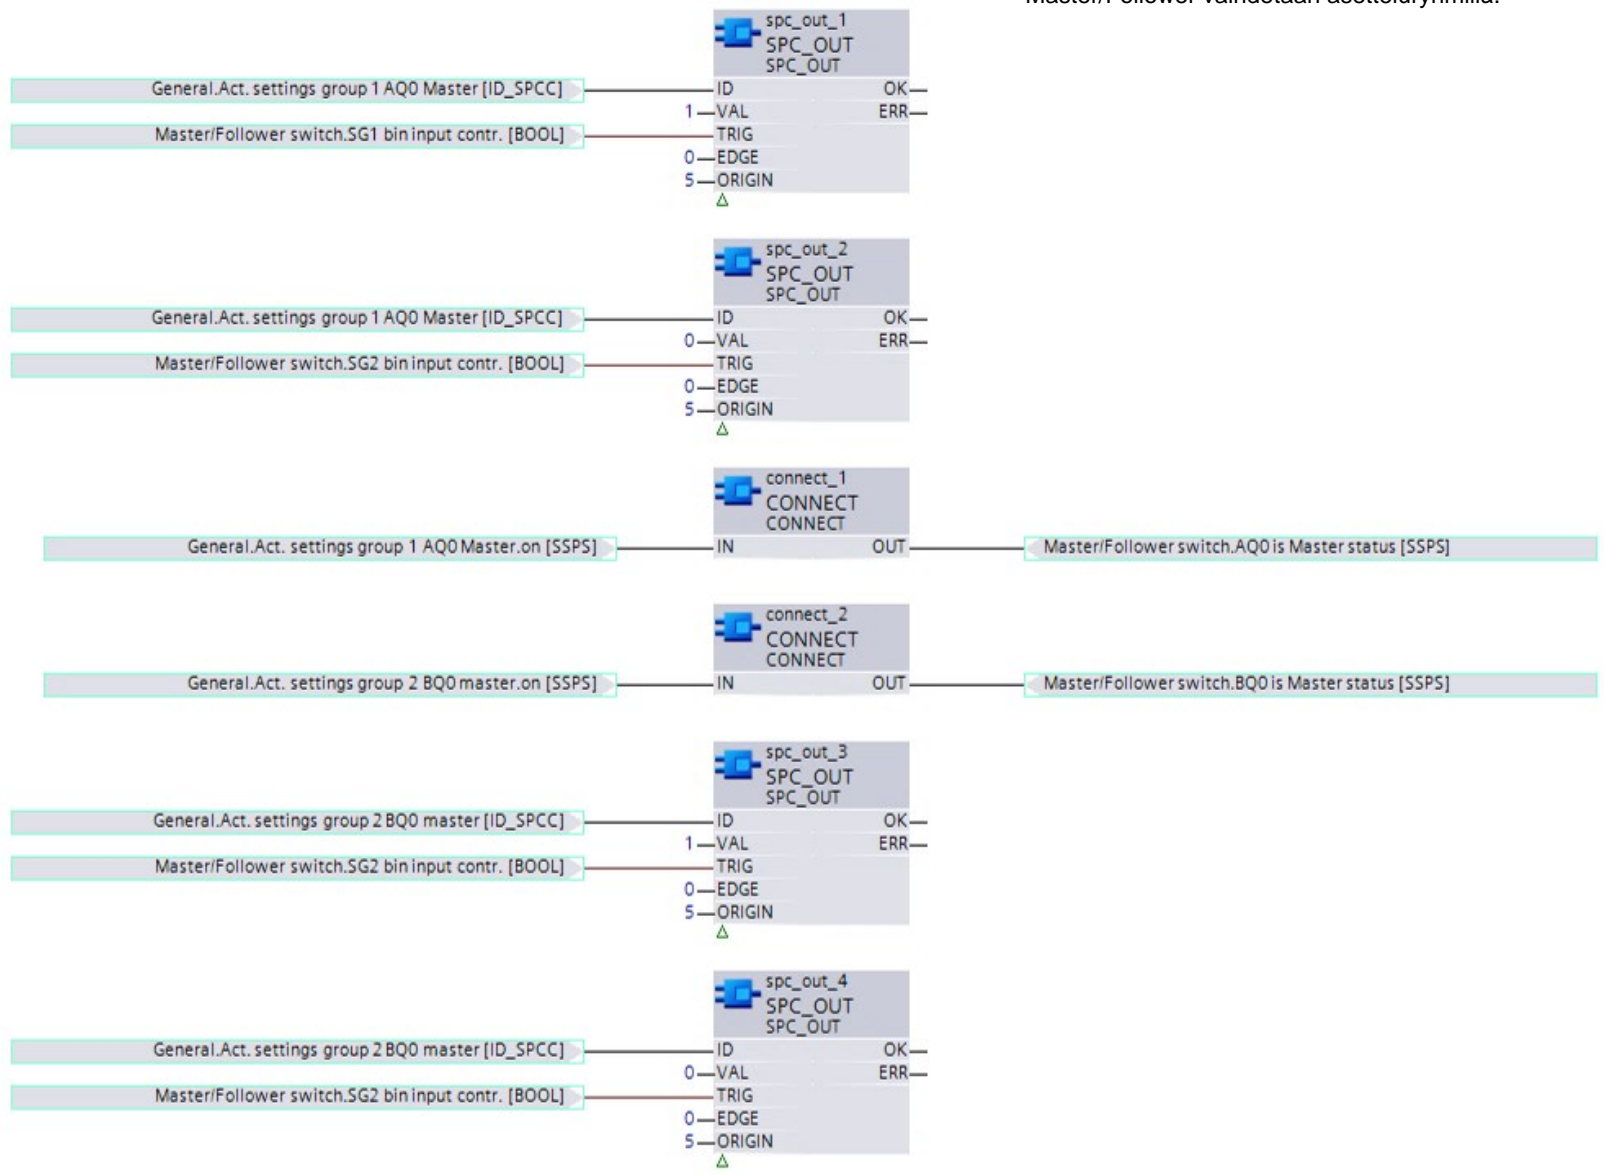 Master/Follower vaihdetaan asetteluryhmillä.
spc_out_1
SPC_OUT
SPC_OUT
General.Act. settings group 1 AQ0 Master [ID_SPCC] ID OK
1 VAL ERR
Master/Follower switch.SG1 bin input contr. [BOOL] TRIG
0 EDGE
5 ORIGIN
spc_out_2
SPC_OUT
SPC_OUT
General.Act. settings group 1 AQ0 Master [ID_SPCC] ID OK
0 VAL ERR
Master/Follower switch.SG2 bin input contr. [BOOL] TRIG
0 EDGE
5 ORIGIN
connect_1
CONNECT
CONNECT
General.Act. settings group 1 AQ0 Master.on [SSPS] IN OUT Master/Follower switch.AQ0 is Master status [SSPS]
connect_2
CONNECT
CONNECT
General.Act. settings group 2 BQ0 master.on [SSPS] IN OUT Master/Follower switch.BQ0 is Master status [SSPS]
spc_out_3
SPC_OUT
SPC_OUT
General.Act. settings group 2 BQ0 master [ID_SPCC] ID OK
1 VAL ERR
Master/Follower switch.SG2 bin input contr. [BOOL] TRIG
0 EDGE
5 ORIGIN
spc_out_4
SPC_OUT
SPC_OUT
General.Act. settings group 2 BQ0 master [ID_SPCC] ID OK
0 VAL ERR
Master/Follower switch.SG2 bin input contr. [BOOL] TRIG
0 EDGE
5 ORIGIN